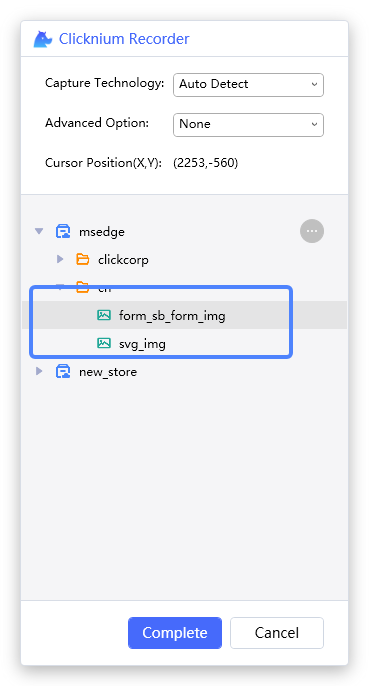 Clicknium Recorder
Capture Technology: Auto Detect
Advanced Option: None
Cursor Position(X,Y): (2253,-560)
msedge
clickcorp
cn
form_sb_form_img
svg_img
new_store
Complete Cancel